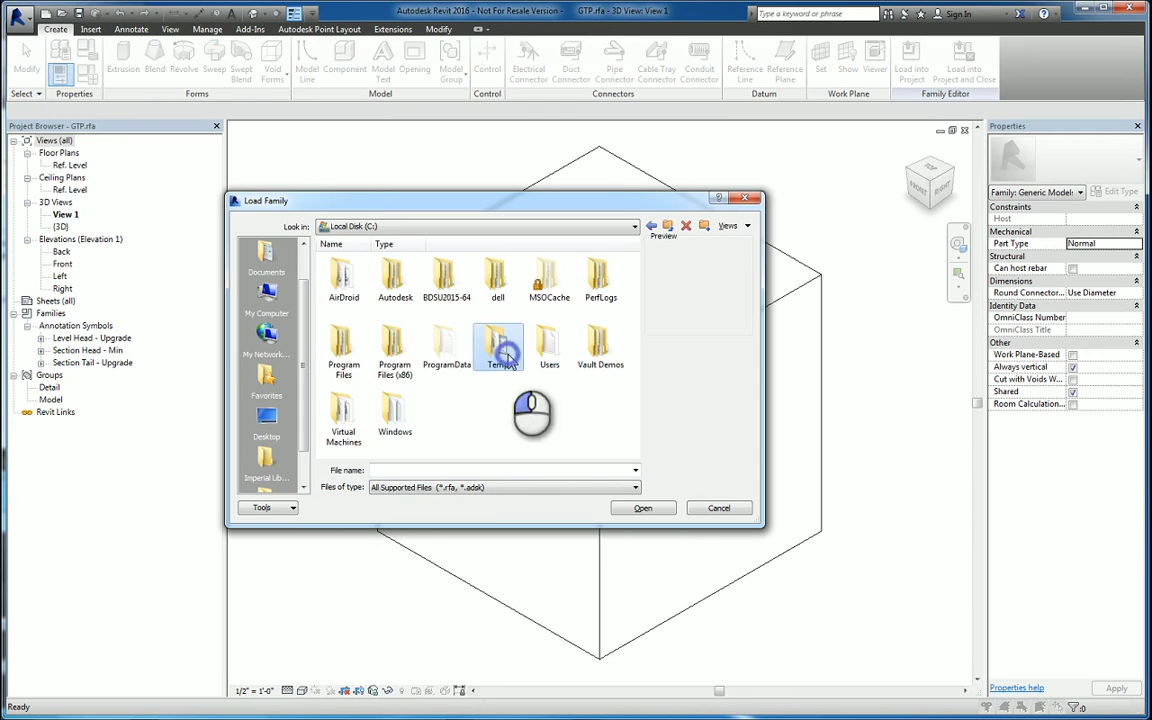 Autodesk Revit 2016 - Not For Resale Version - GTP.rfa - 3D View: View 1
Type a keyword or phrase
Sign In
Create Insert Annotate View Manage Add-Ins Autodesk Point Layout Extensions Modify
Modify
Extrusion Blend Revolve Sweep Swept Blend Void Forms
Model Line Component Model Text Opening Model Group
Control
Electrical Connector Duct Connector Pipe Connector Cable Tray Connector Conduit Connector
Reference Line Reference Plane
Set Show Viewer
Load into Project Load into Project and Close
Select Properties Forms Model Control Connectors Datum Work Plane Family Editor
Project Browser - GTP.rfa
Views (all)
Floor Plans
Ref. Level
Ceiling Plans
Ref. Level
3D Views
View 1
{3D}
Elevations (Elevation 1)
Back
Front
Left
Right
Sheets (all)
Families
Annotation Symbols
Level Head - Upgrade
Section Head - Min
Section Tail - Upgrade
Groups
Detail
Model
Revit Links
Load Family
Look in: Local Disk (C:)
Views
Name Type
Preview
Documents
My Computer
My Network...
Favorites
Desktop
Imperial Lib...
AirDroid Autodesk BDSU2015-64 dell MSOCache PerfLogs
Program Files Program Files (x86) ProgramData Users Vault Demos
Virtual Machines Windows
File name:
Files of type: All Supported Files (*.rfa, *.adsk)
Tools Open Cancel
TOP
FRONT RIGHT
Properties
Family: Generic Models Edit Type
Constraints
Host
Mechanical
Part Type Normal
Structural
Can host rebar
Dimensions
Round Connector... Use Diameter
Identity Data
OmniClass Number
OmniClass Title
Other
Work Plane-Based
Always vertical
Cut with Voids W...
Shared
Room Calculation...
Properties help Apply
1/2" = 1'-0"
Ready
:0